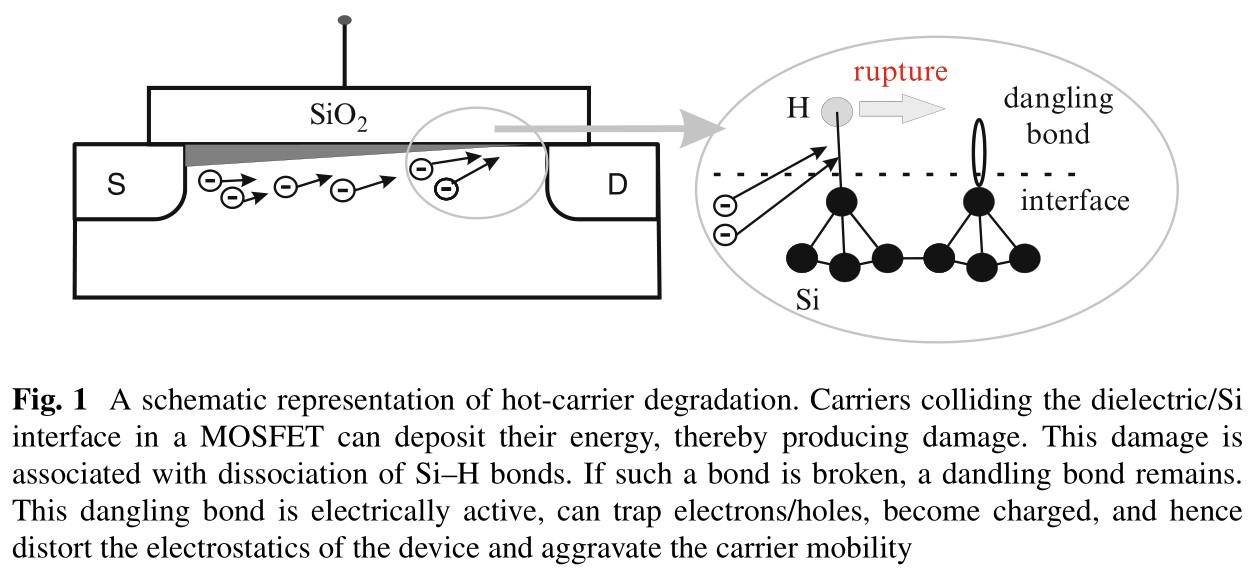 rupture
H
dangling
bond
SiO2
S
D
interface
Si
Fig. 1 A schematic representation of hot-carrier degradation. Carriers colliding the dielectric/Si
interface in a MOSFET can deposit their energy, thereby producing damage. This damage is
associated with dissociation of Si–H bonds. If such a bond is broken, a dandling bond remains.
This dangling bond is electrically active, can trap electrons/holes, become charged, and hence
distort the electrostatics of the device and aggravate the carrier mobility